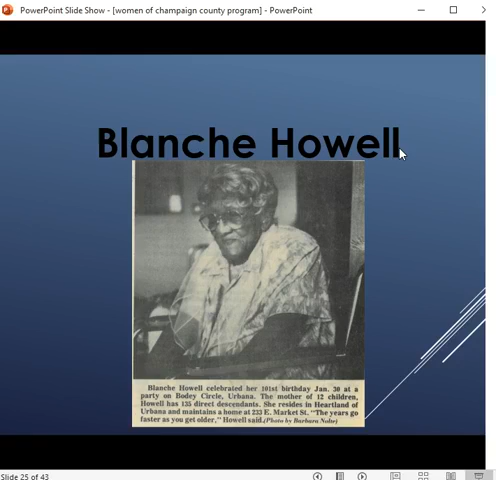 PowerPoint Slide Show - [women of champaign county program] - PowerPoint
Blanche Howell
Blanche Howell celebrated her 101st birthday Jan. 30 at a
party on Bodey Circle, Urbana. The mother of 12 children,
Howell has 135 direct descendants. She resides in Heartland of
Urbana and maintains a home at 233 E. Market St. "The years go
faster as you get older," Howell said.(Photo by Barbara Nolte)
Slide 25 of 43